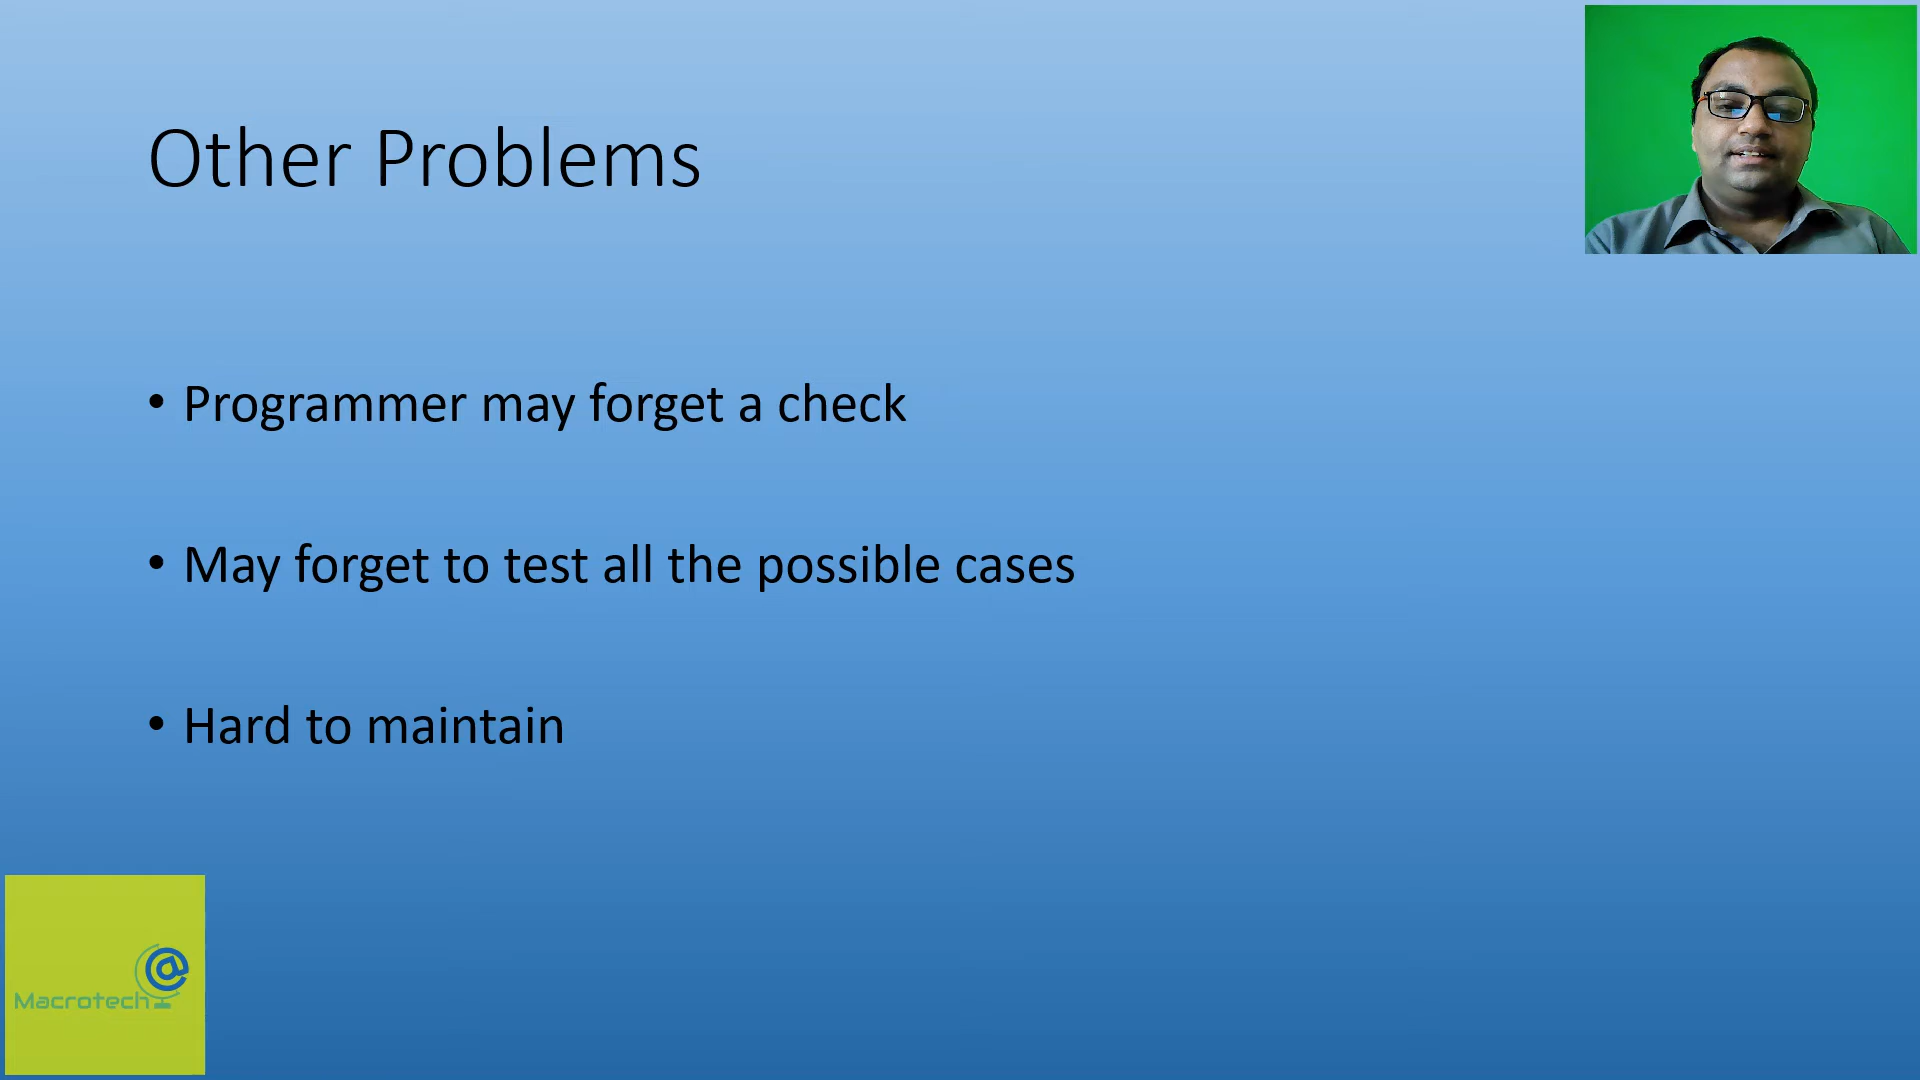 Other Problems
• Programmer may forget a check
• May forget to test all the possible cases
• Hard to maintain
Macrotech